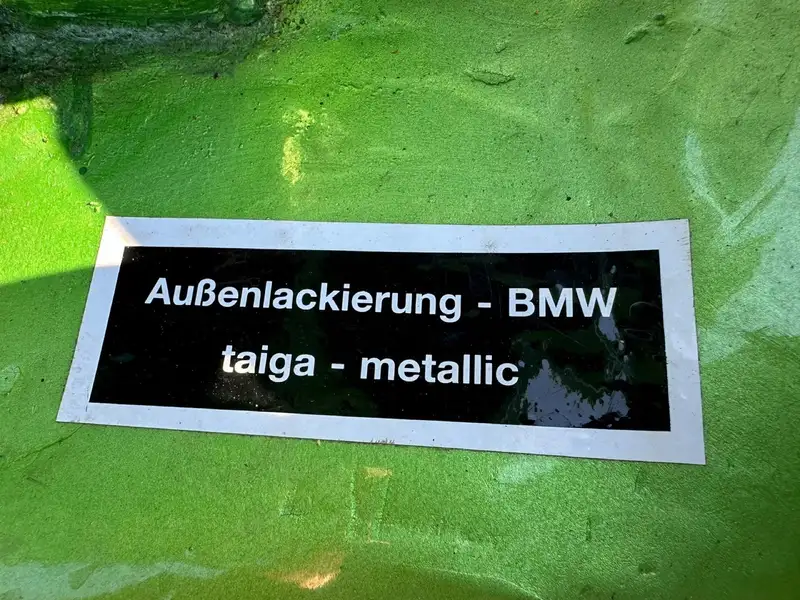 Außenlackierung - BMW
taiga - metallic